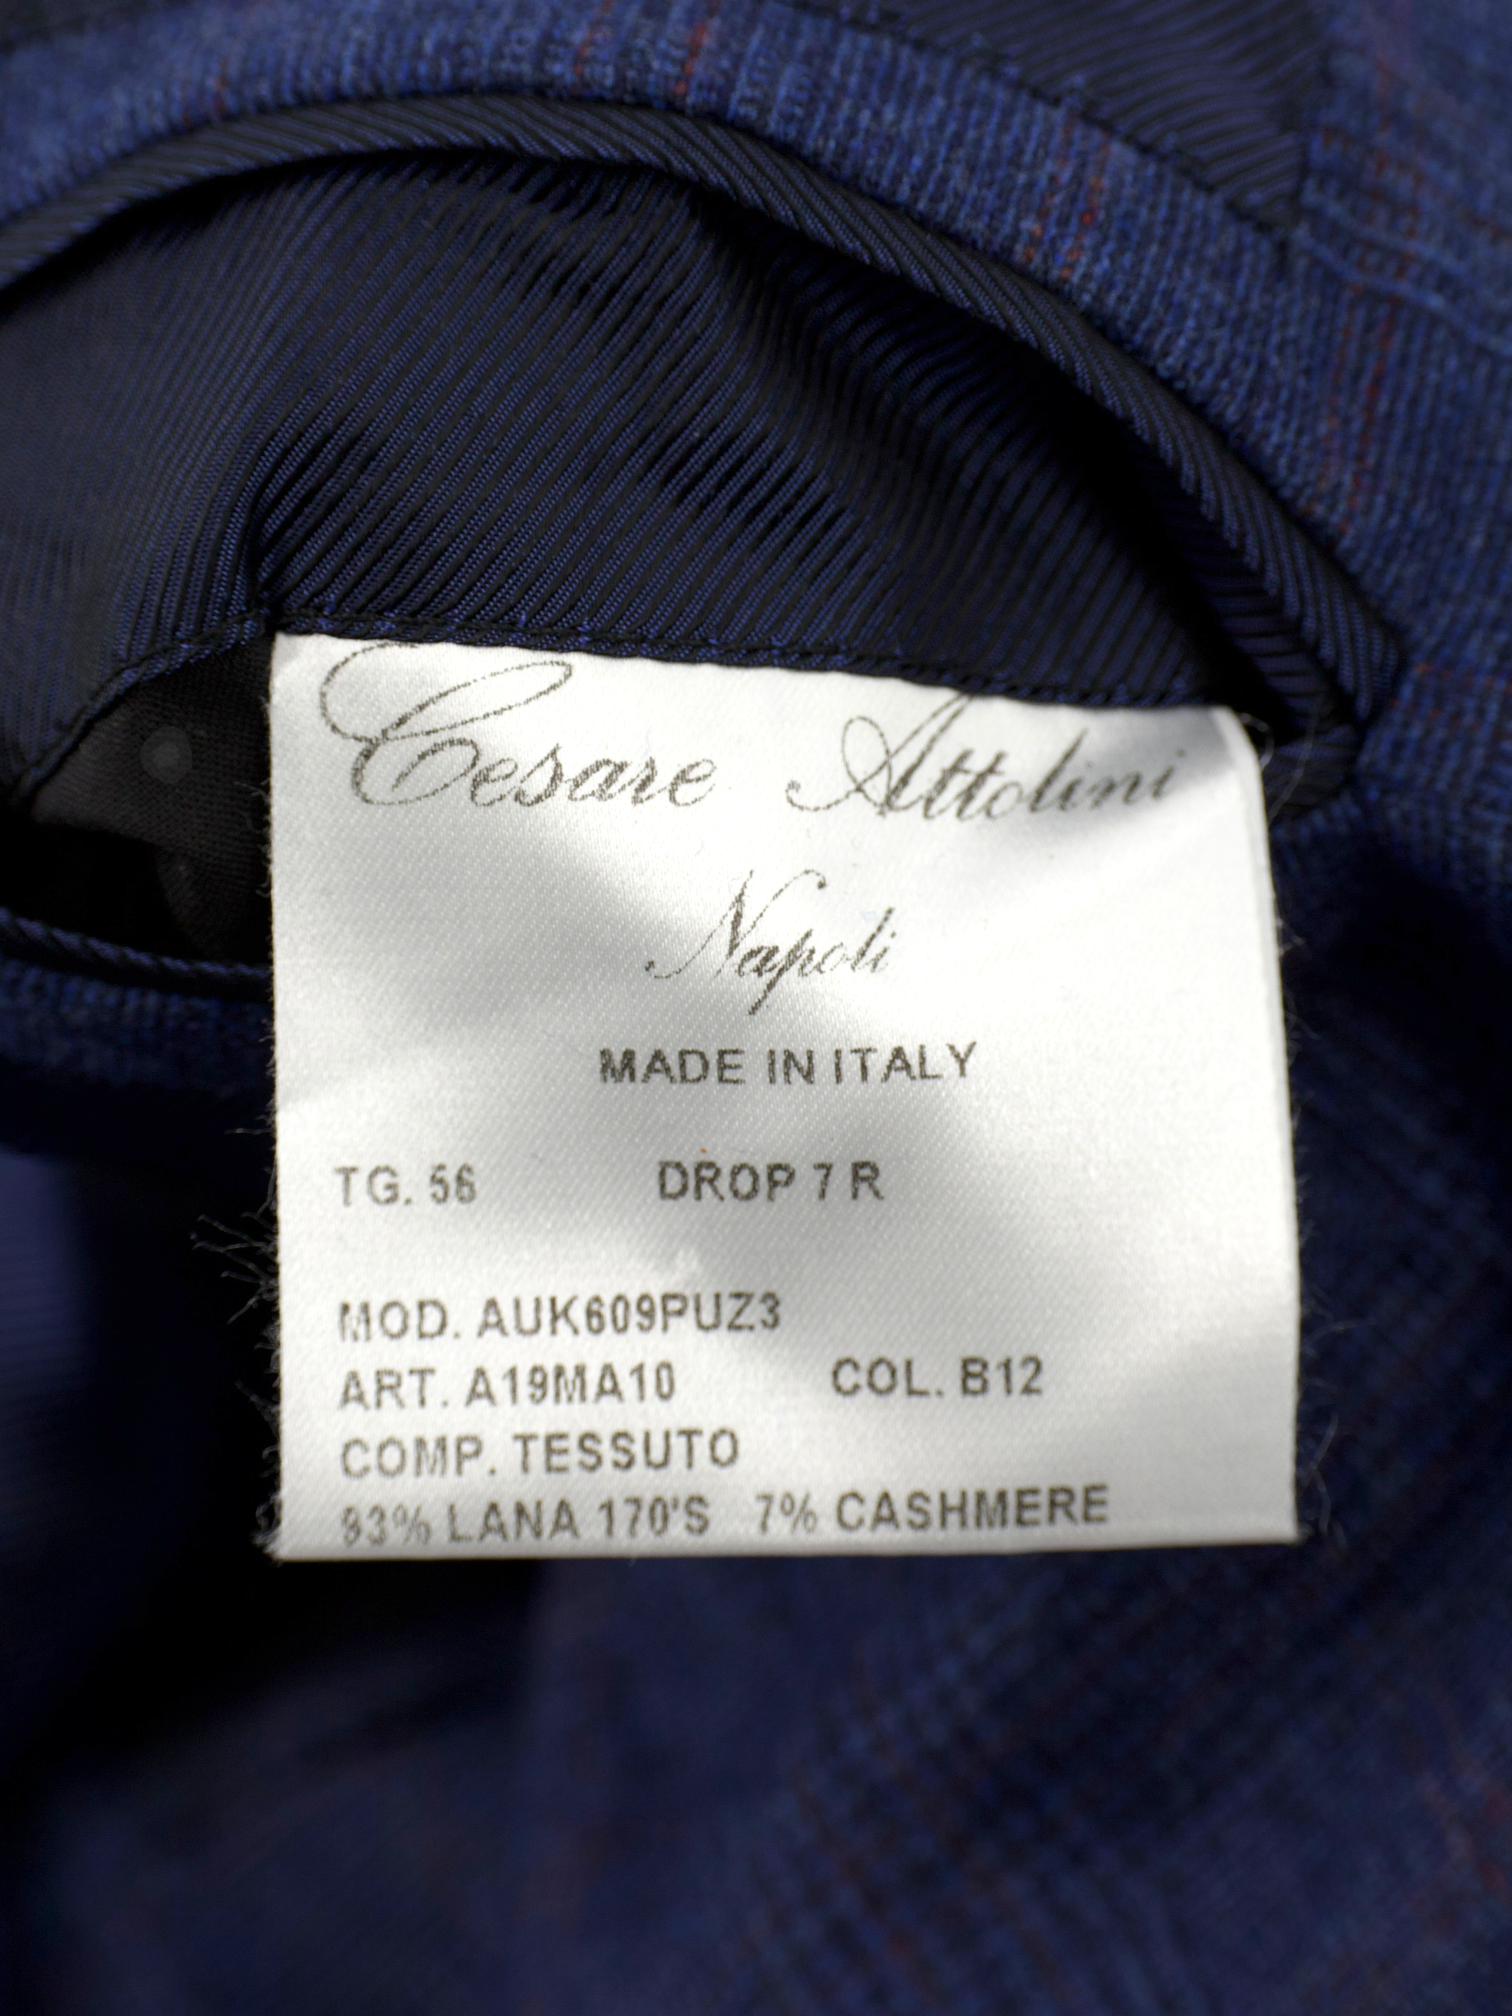 Cesare Attolini
Napoli
MADE IN ITALY
TG. 56 DROP 7 R
MOD. AUK609PUZ3
ART. A19MA10 COL. B12
COMP. TESSUTO
93% LANA 170'S 7% CASHMERE